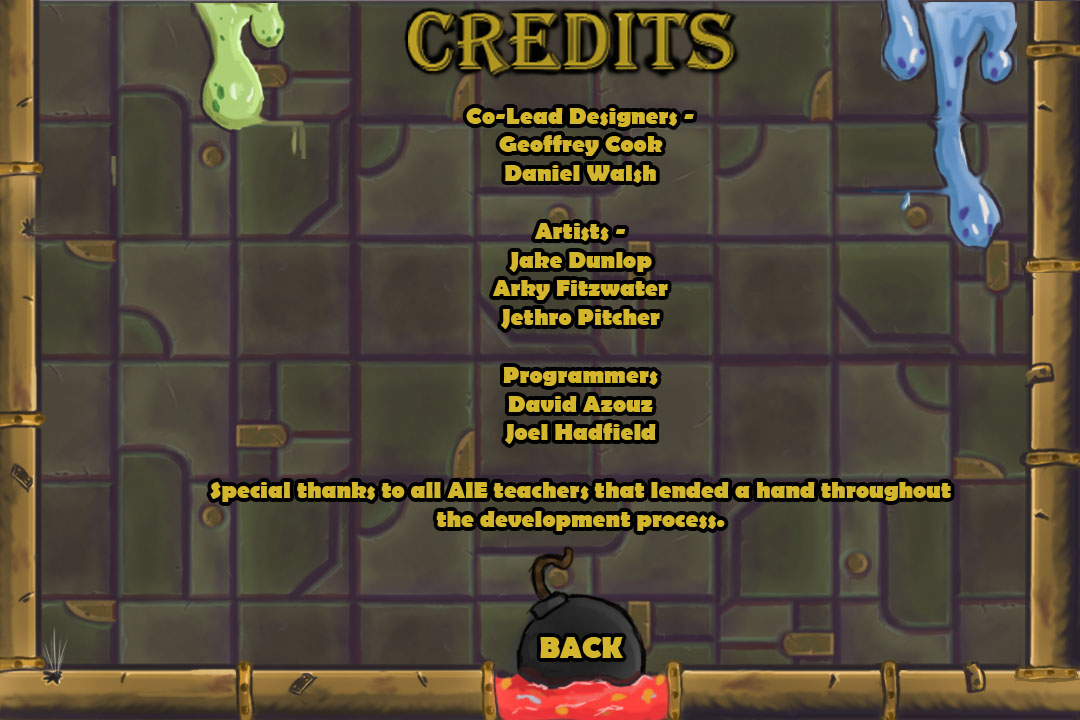 CREDITS
Co-Lead Designers -
Geoffrey Cook
Daniel Walsh
Artists -
Jake Dunlop
Arky Fitzwater
Jethro Pitcher
Programmers
David Azouz
Joel Hadfield
Special thanks to all AIE teachers that lended a hand throughout
the development process.
BACK